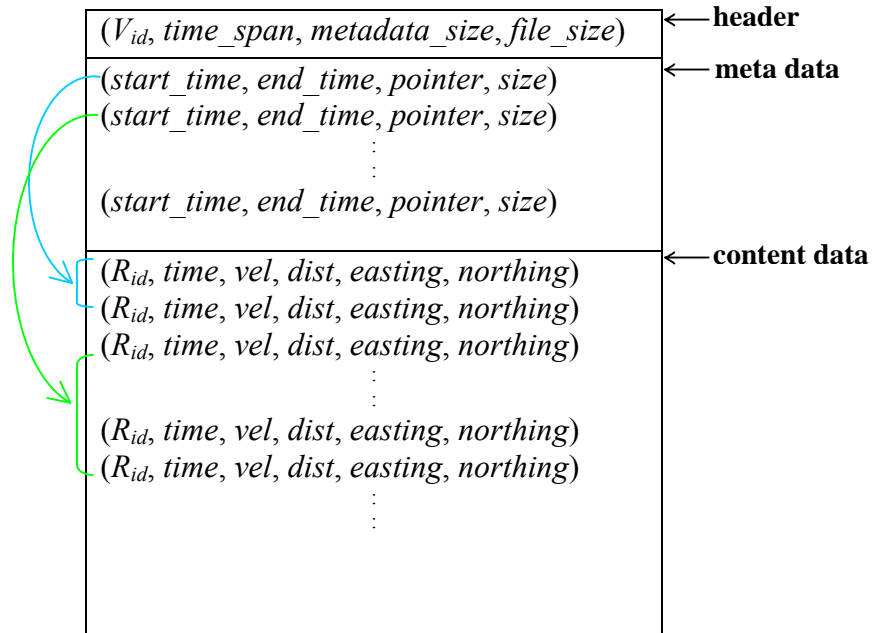 (V_id, time_span, metadata_size, file_size) header
(start_time, end_time, pointer, size) meta data
(start_time, end_time, pointer, size)
:
:
(start_time, end_time, pointer, size)
(R_id, time, vel, dist, easting, northing) content data
(R_id, time, vel, dist, easting, northing)
(R_id, time, vel, dist, easting, northing)
:
:
(R_id, time, vel, dist, easting, northing)
(R_id, time, vel, dist, easting, northing)
:
: